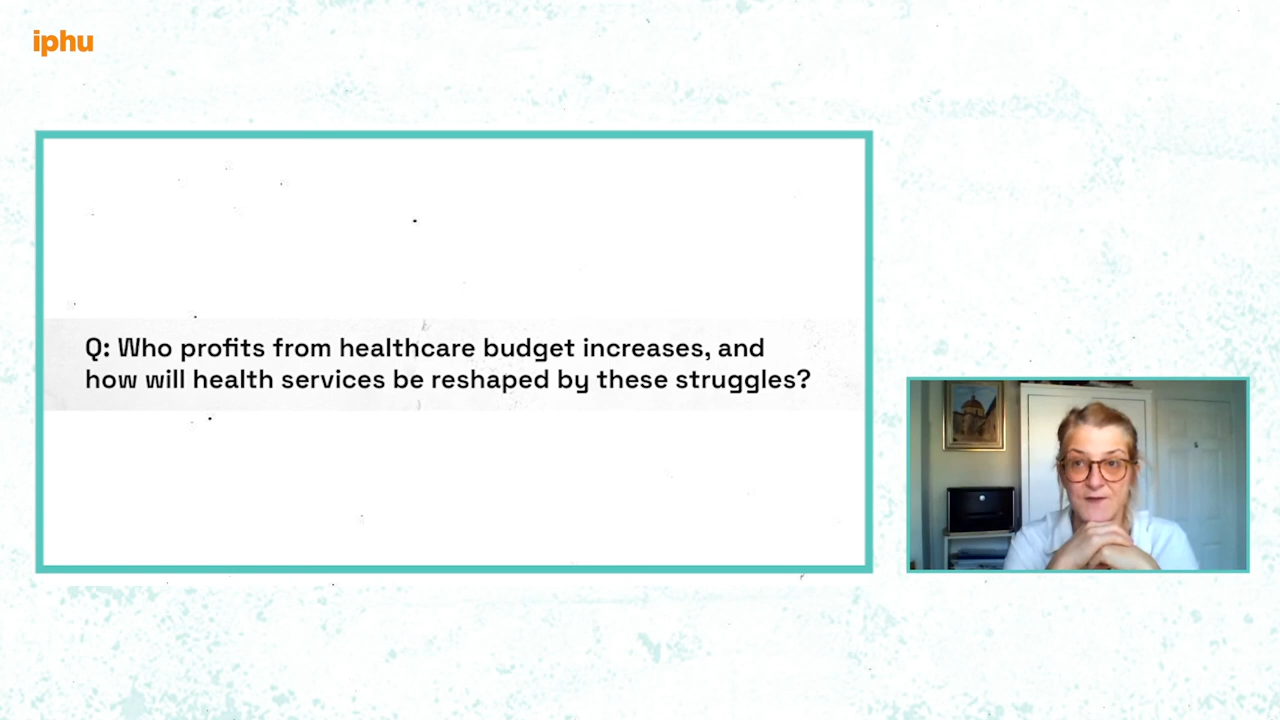 iphu
Q: Who profits from healthcare budget increases, and
how will health services be reshaped by these struggles?